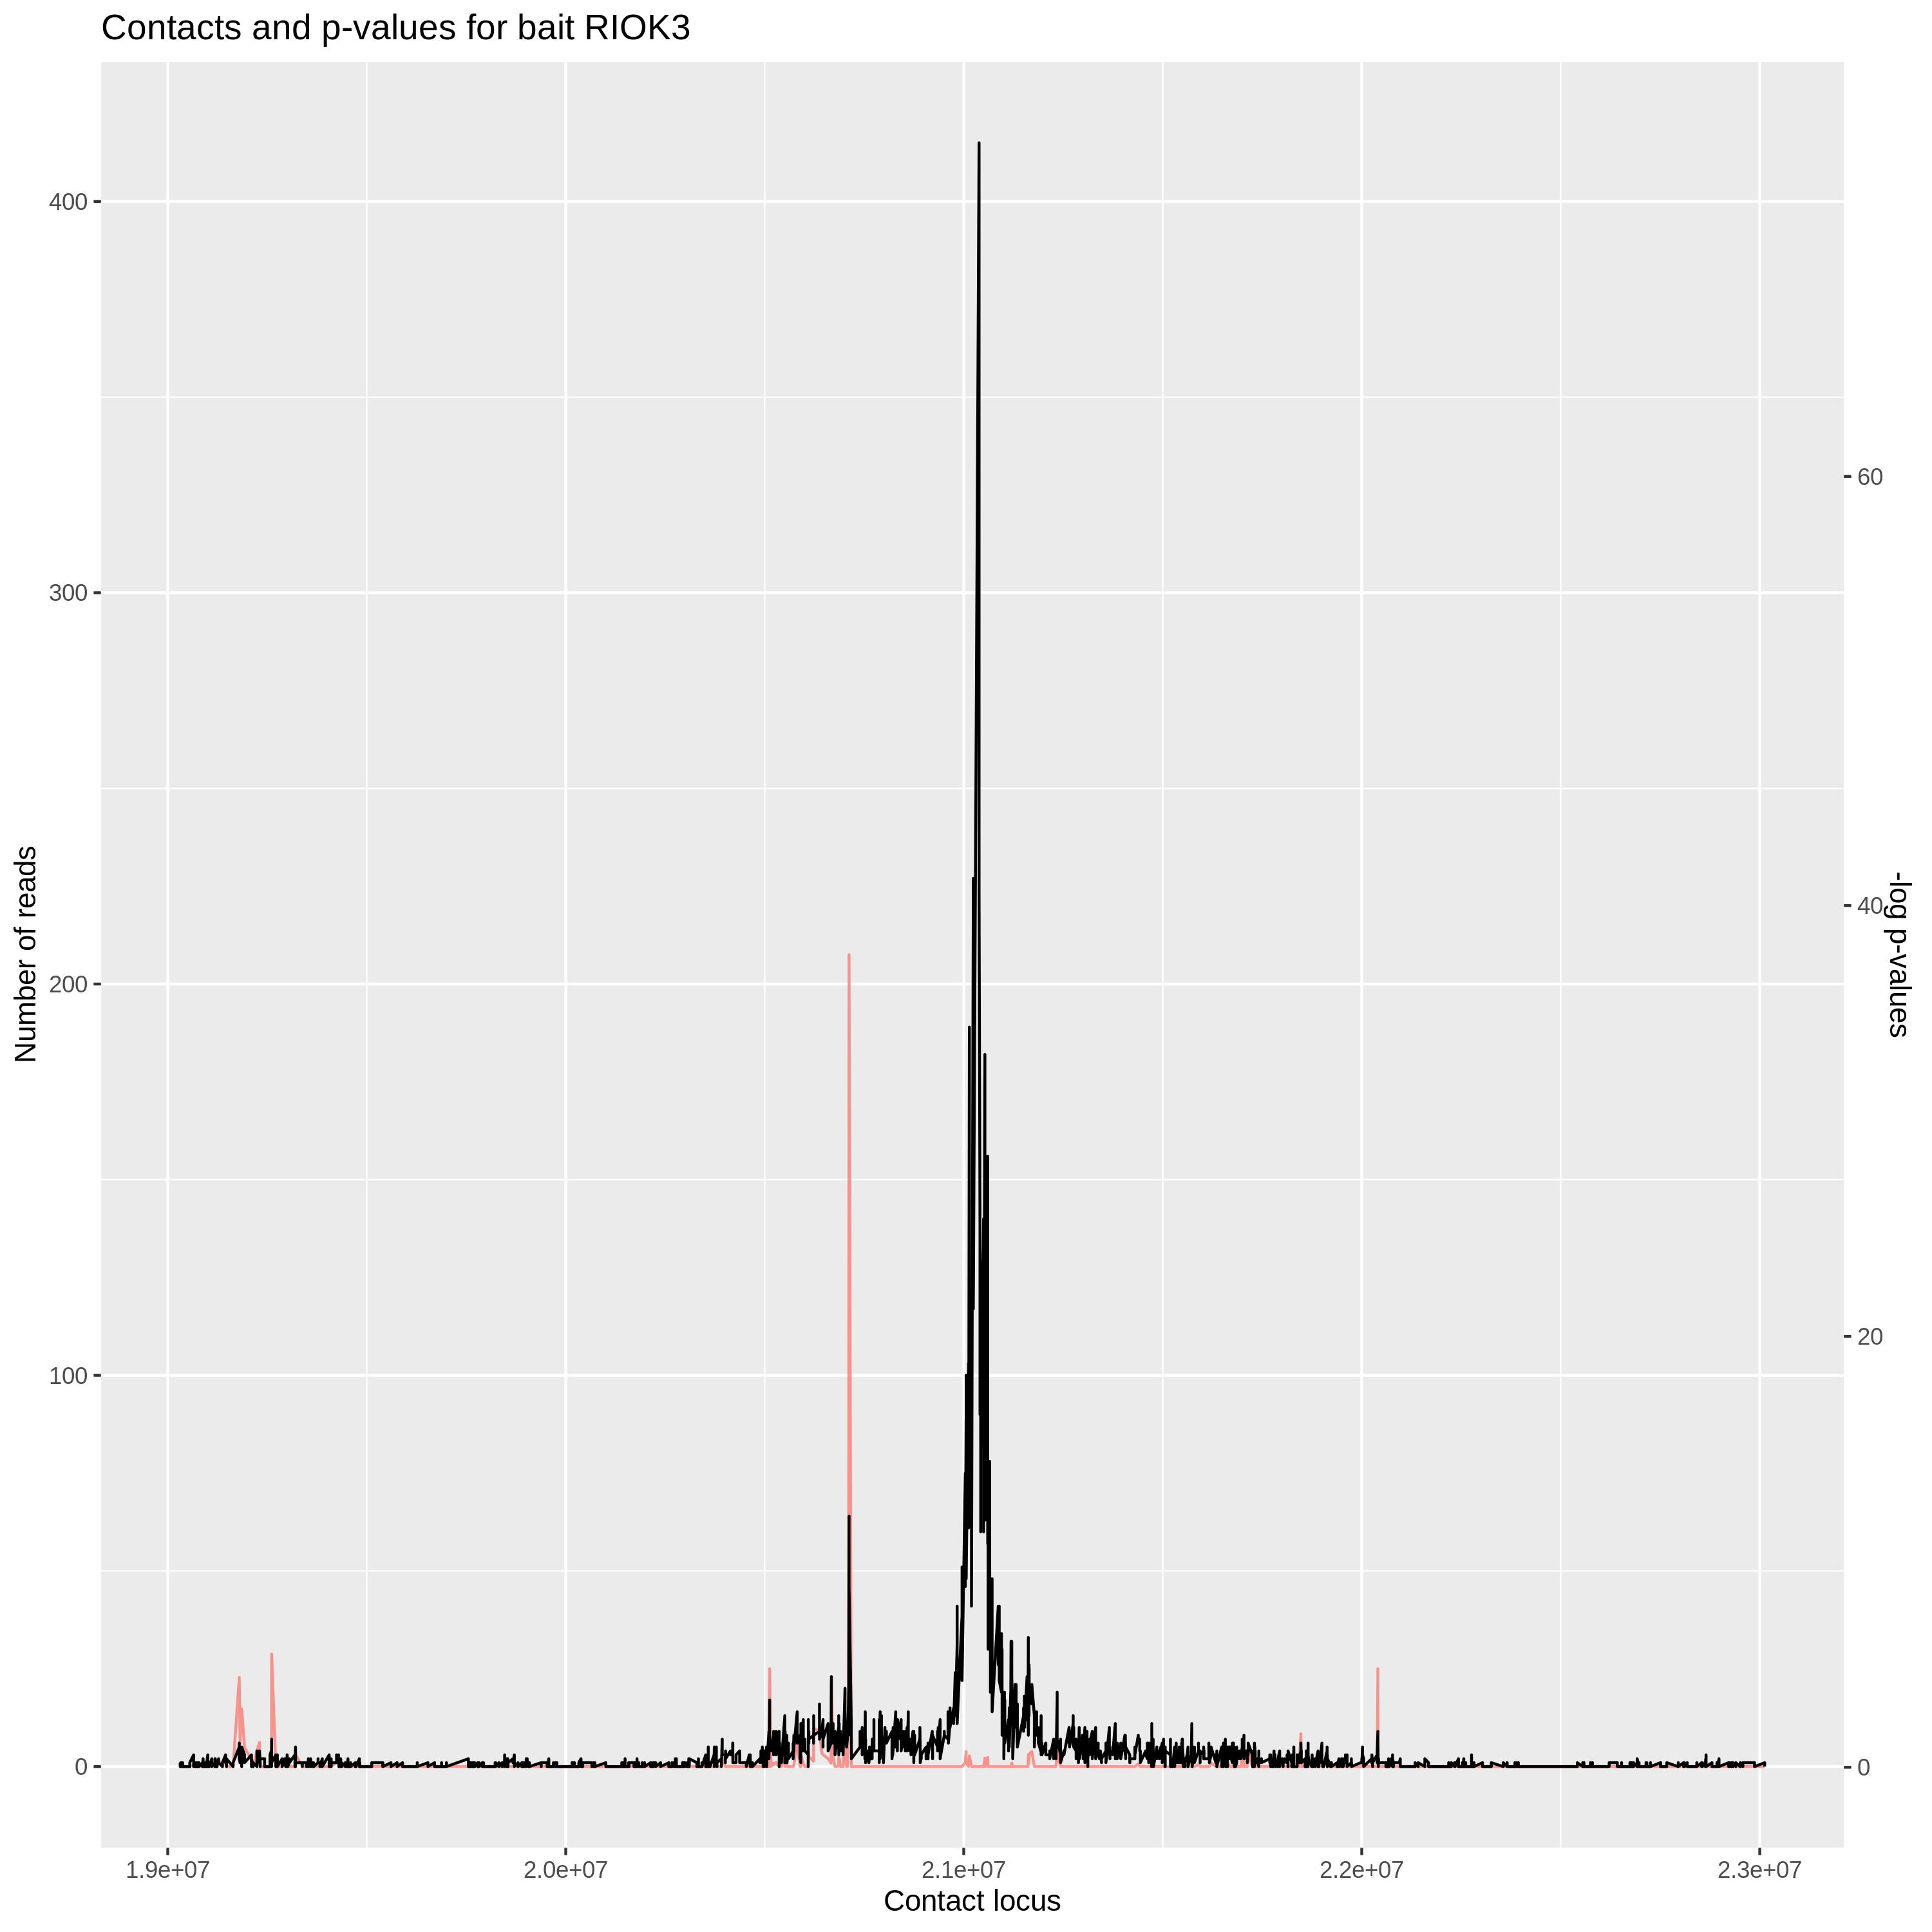 Contacts and p-values for bait RIOK3
400
300
200
100
0
Number of reads
60
40
20
0
-log p-values
1.9e+07
2.0e+07
2.1e+07
2.2e+07
2.3e+07
Contact locus